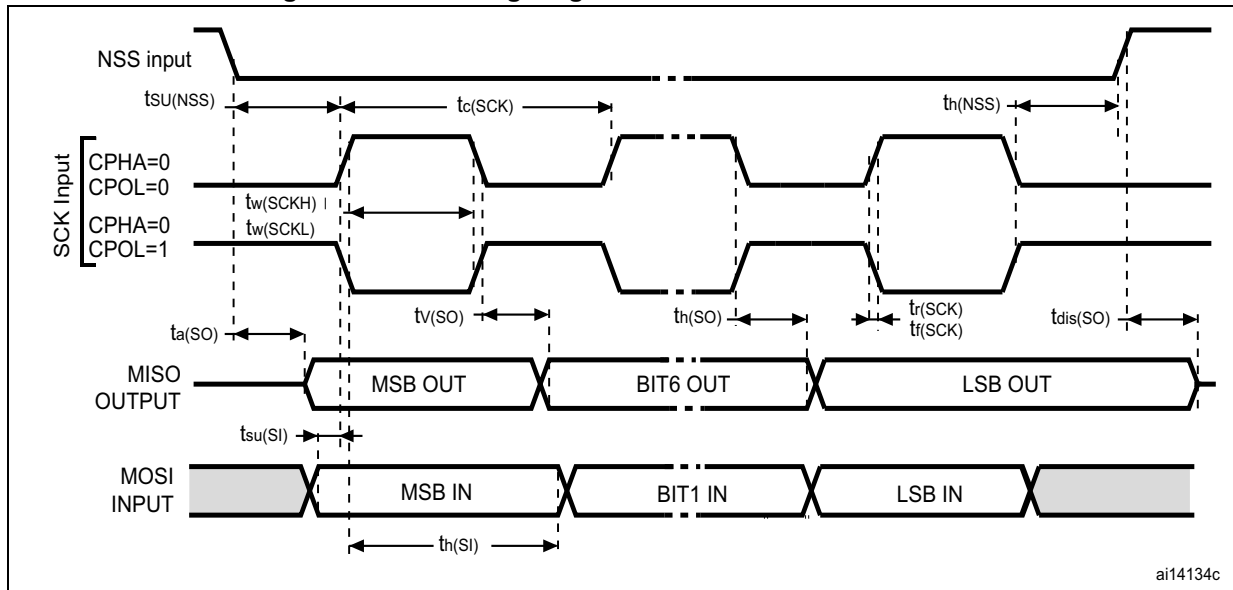 NSS input
tSU(NSS)
tc(SCK)
th(NSS)
SCK Input
CPHA=0
CPOL=0
tw(SCKH)
CPHA=0
tw(SCKL)
CPOL=1
tV(SO)
th(SO)
tr(SCK)
tf(SCK)
tdis(SO)
ta(SO)
MISO
OUTPUT
MSB OUT
BIT6 OUT
LSB OUT
tsu(SI)
MOSI
INPUT
MSB IN
BIT1 IN
LSB IN
th(SI)
ai14134c